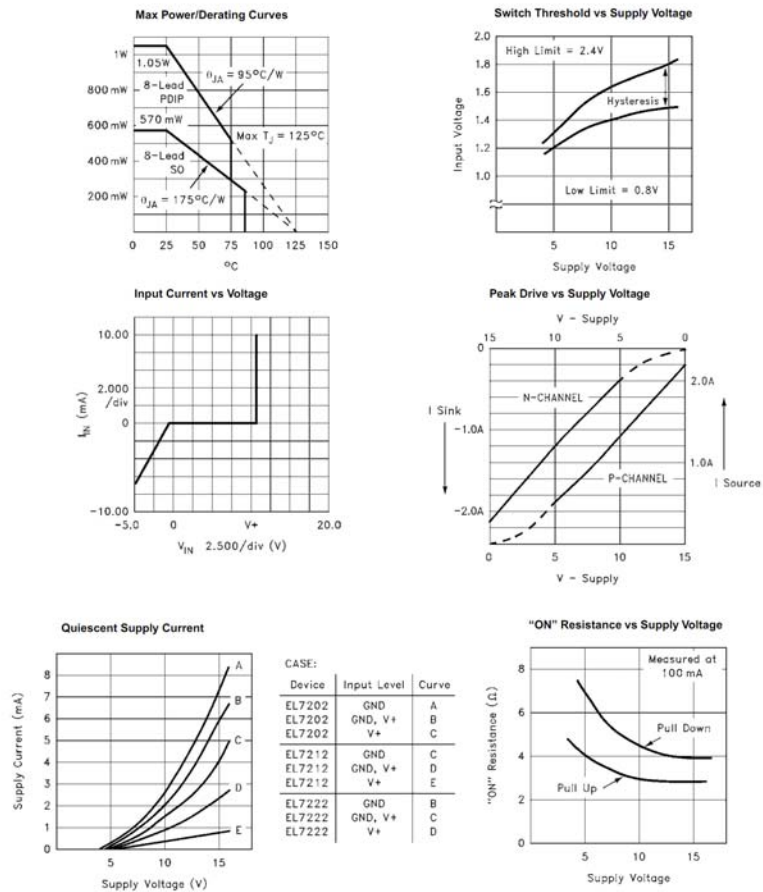 Max Power/Derating Curves
1W
1.05W
8-Lead
PDIP
θJA = 95°C/W
800 mW
600 mW
570 mW
Max TJ = 125°C
400 mW
8-Lead
SO
200 mW
θJA = 175°C/W
0 25 50 75 100 125 150
°C
Switch Threshold vs Supply Voltage
2.0
High Limit = 2.4V
1.8
1.6
Hysteresis
1.4
1.2
1.0
Input Voltage
Low Limit = 0.8V
0 5 10 15
Supply Voltage
Input Current vs Voltage
10.00
2.000
/div
0
-10.00
IIN (mA)
-5.0 0 V+ 20.0
VIN 2.500/div (V)
Peak Drive vs Supply Voltage
V - Supply
15 10 5 0
0
2.0A
N-CHANNEL
I Sink
-1.0A
1.0A
P-CHANNEL
I Source
-2.0A
0 5 10 15
V - Supply
Quiescent Supply Current
8
7
6
5
4
3
2
1
0
Supply Current (mA)
A
B
C
D
E
5 10 15
Supply Voltage (V)
CASE:
Device Input Level Curve
EL7202 GND A
EL7202 GND, V+ B
EL7202 V+ C
EL7212 GND C
EL7212 GND, V+ D
EL7212 V+ E
EL7222 GND B
EL7222 GND, V+ C
EL7222 V+ D
"ON" Resistance vs Supply Voltage
8
Measured at
100 mA
6
Pull Down
4
Pull Up
2
0
"ON" Resistance (Ω)
5 10 15
Supply Voltage